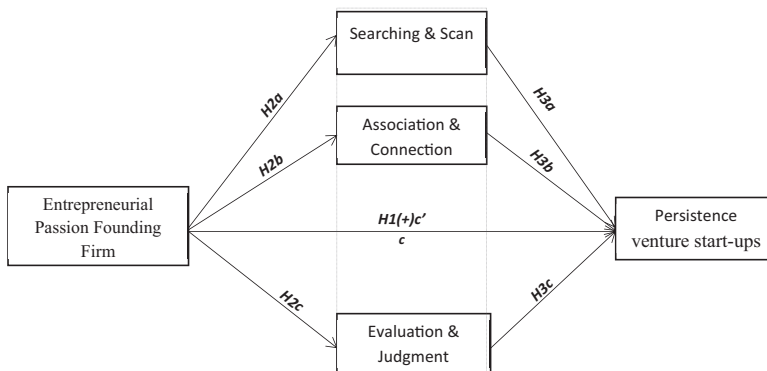 Searching & Scan
H2a
H3a
Association &
Connection
H2b
H3b
Entrepreneurial
Passion Founding
Firm
H1(+)c’
c
Persistence
venture start-ups
H2c
H3c
Evaluation &
Judgment